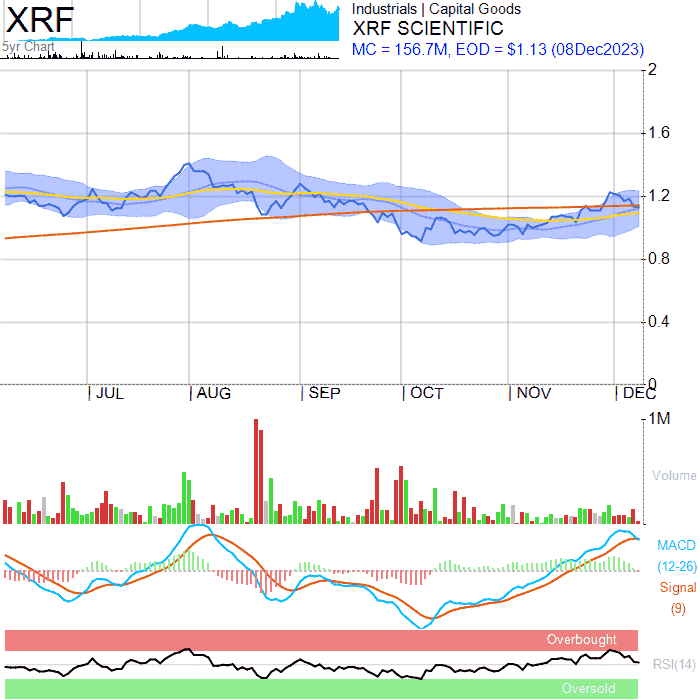 XRF
5yr Chart
Industrials | Capital Goods
XRF SCIENTIFIC
MC = 156.7M, EOD = $1.13 (08Dec2023)
2
1.6
1.2
0.8
0.4
0
JUL AUG SEP OCT NOV DEC
1M
Volume
MACD
(12-26)
Signal
(9)
Overbought
RSI(14)
Oversold